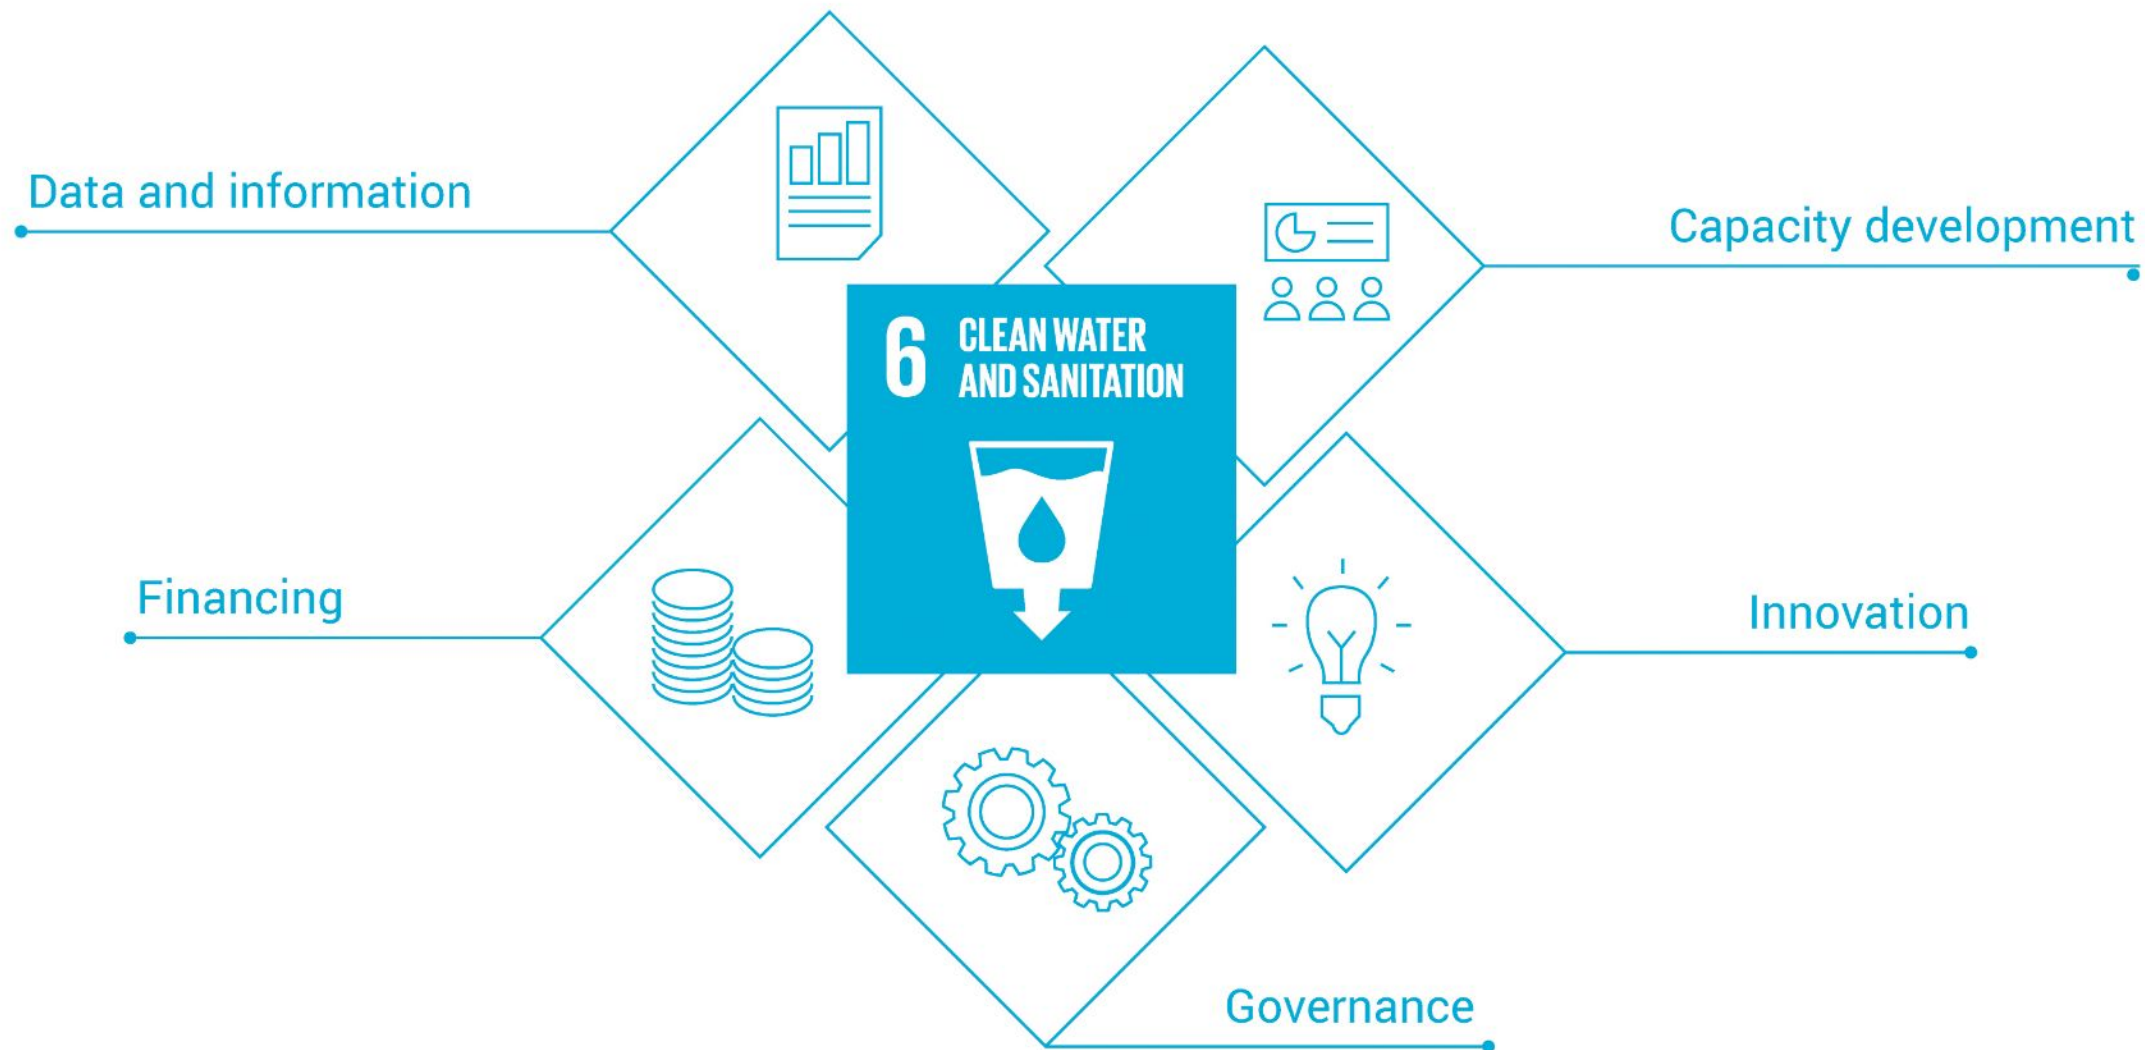 Data and information
Capacity development
6 CLEAN WATER
AND SANITATION
Financing
Innovation
Governance